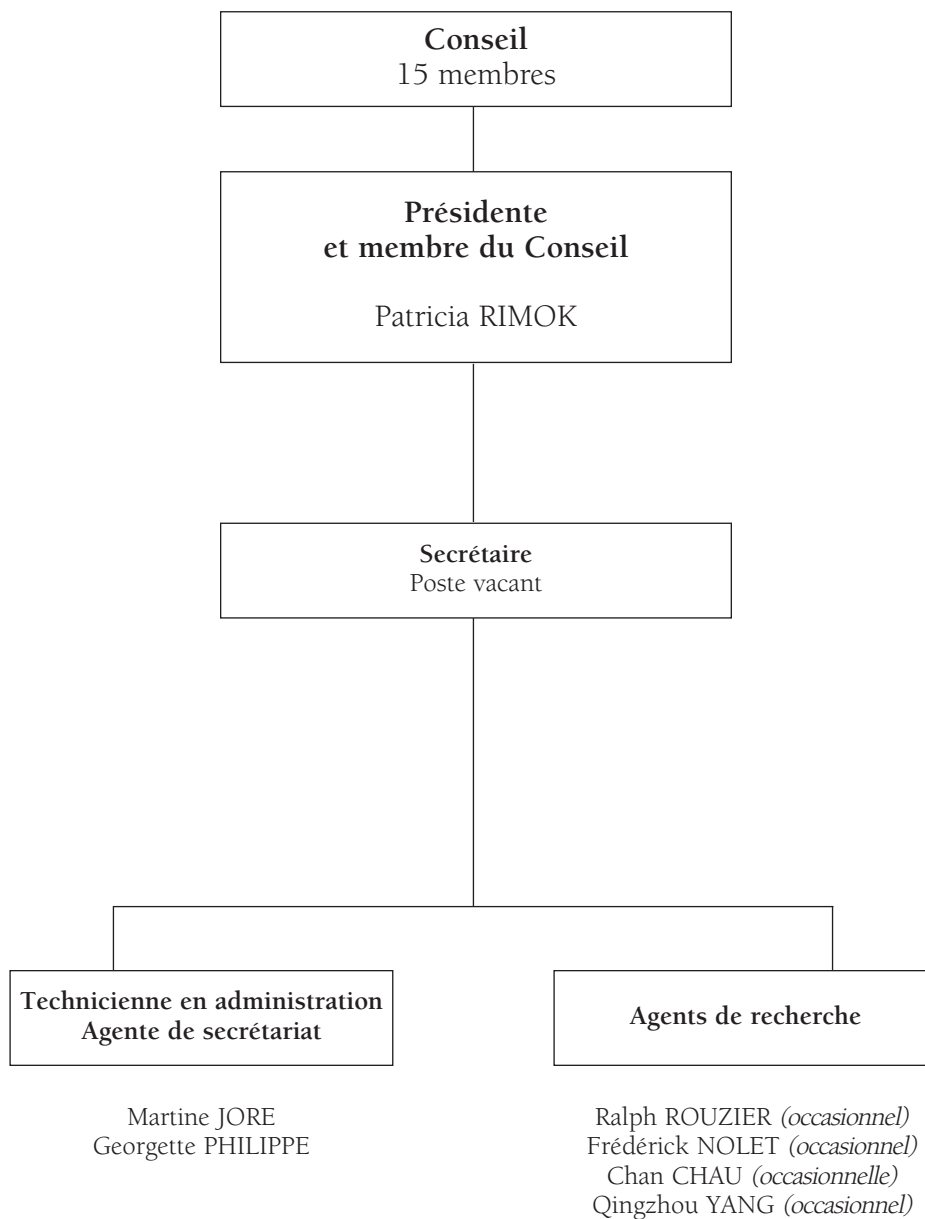 Conseil
15 membres
Présidente
et membre du Conseil
Patricia RIMOK
Secrétaire
Poste vacant
Technicienne en administration
Agente de secrétariat
Martine JORE
Georgette PHILIPPE
Agents de recherche
Ralph ROUZIER (occasionnel)
Frédérick NOLET (occasionnel)
Chan CHAU (occasionnelle)
Qingzhou YANG (occasionnel)